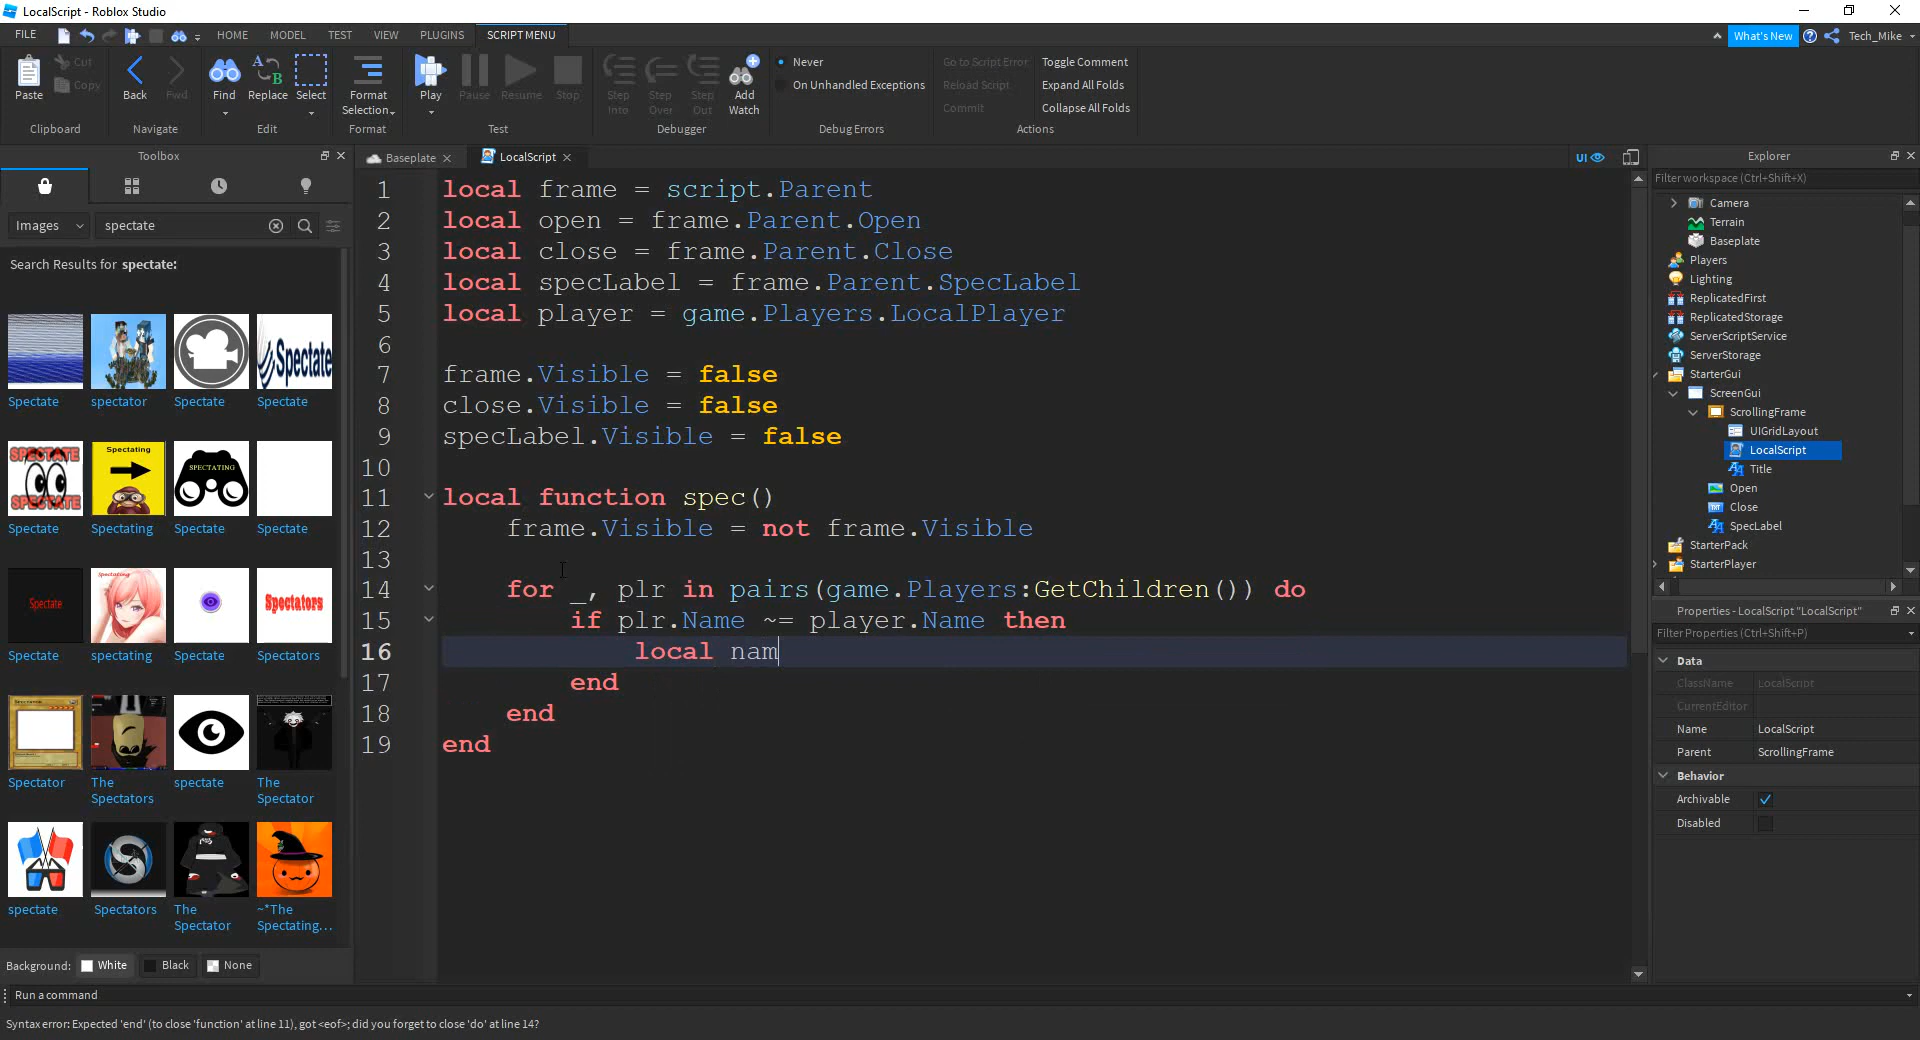 LocalScript - Roblox Studio
FILE HOME MODEL TEST VIEW PLUGINS SCRIPT MENU What's New Tech_Mike
Paste Cut Copy Back Fwd Find Replace Select Format Selection Play Pause Resume Stop Step Into Step Over Step Out Add Watch
Never Go to Script Error Toggle Comment
On Unhandled Exceptions Reload Script Expand All Folds
Commit Collapse All Folds
Clipboard Navigate Edit Format Test Debugger Debug Errors Actions
Toolbox
Images spectate
Search Results for spectate:
Spectate
Spectate spectator Spectate Spectate
SPECTATE
SPECTATE
Spectating
SPECTATING
Spectate Spectating Spectate Spectate
Spectate
Spectating
Spectators
Spectate spectating Spectate Spectators
Spectator The Spectators spectate The Spectator
spectate Spectators The Spectator ~*The Spectating...
Background: White Black None
Baseplate LocalScript UI
1 local frame = script.Parent
2 local open = frame.Parent.Open
3 local close = frame.Parent.Close
4 local specLabel = frame.Parent.SpecLabel
5 local player = game.Players.LocalPlayer
6
7 frame.Visible = false
8 close.Visible = false
9 specLabel.Visible = false
10
11 local function spec()
12 frame.Visible = not frame.Visible
13
14 for _, plr in pairs(game.Players:GetChildren()) do
15 if plr.Name ~= player.Name then
16 local nam
17 end
18 end
19 end
Explorer
Filter workspace (Ctrl+Shift+X)
Camera
Terrain
Baseplate
Players
Lighting
ReplicatedFirst
ReplicatedStorage
ServerScriptService
ServerStorage
StarterGui
ScreenGui
ScrollingFrame
UIGridLayout
LocalScript
Title
Open
TXT Close
SpecLabel
StarterPack
StarterPlayer
Properties - LocalScript "LocalScript"
Filter Properties (Ctrl+Shift+P)
Data
ClassName LocalScript
CurrentEditor
Name LocalScript
Parent ScrollingFrame
Behavior
Archivable
Disabled
Run a command
Syntax error: Expected 'end' (to close 'function' at line 11), got <eof>; did you forget to close 'do' at line 14?